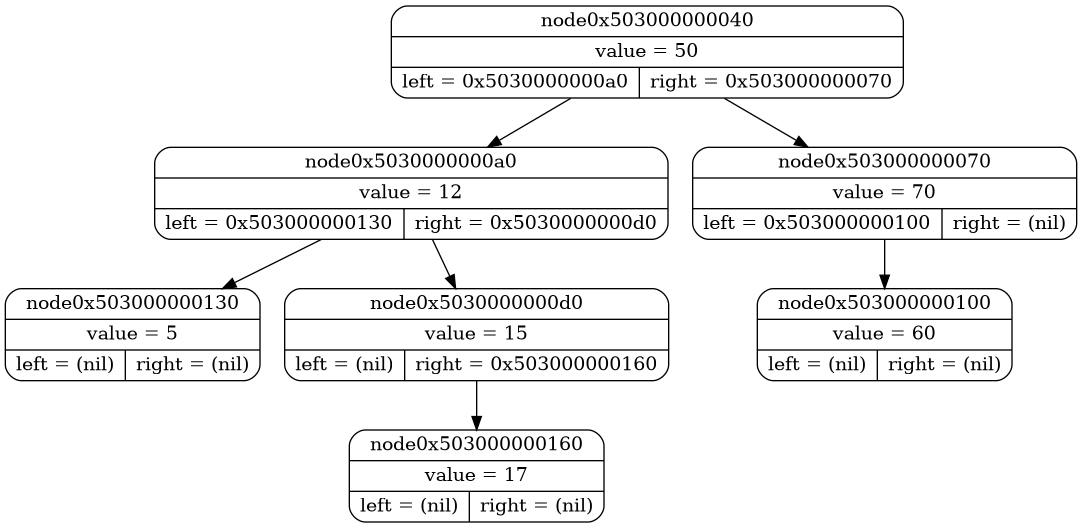 node0x503000000040
value = 50
left = 0x5030000000a0 right = 0x503000000070
node0x5030000000a0
value = 12
left = 0x503000000130 right = 0x5030000000d0
node0x503000000070
value = 70
left = 0x503000000100 right = (nil)
node0x503000000130
value = 5
left = (nil) right = (nil)
node0x5030000000d0
value = 15
left = (nil) right = 0x503000000160
node0x503000000100
value = 60
left = (nil) right = (nil)
node0x503000000160
value = 17
left = (nil) right = (nil)